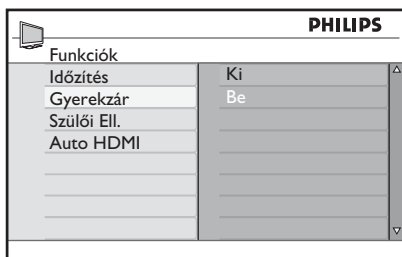 PHILIPS
Funkciók
Időzítés
Gyerekzár
Szülői Ell.
Auto HDMI
Ki
Be